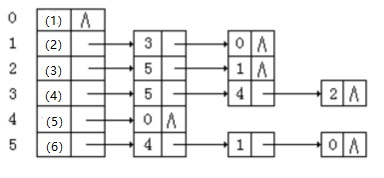 0 (1) ∧
1 (2) 3 0 ∧
2 (3) 5 1 ∧
3 (4) 5 4 2 ∧
4 (5) 0 ∧
5 (6) 4 1 0 ∧